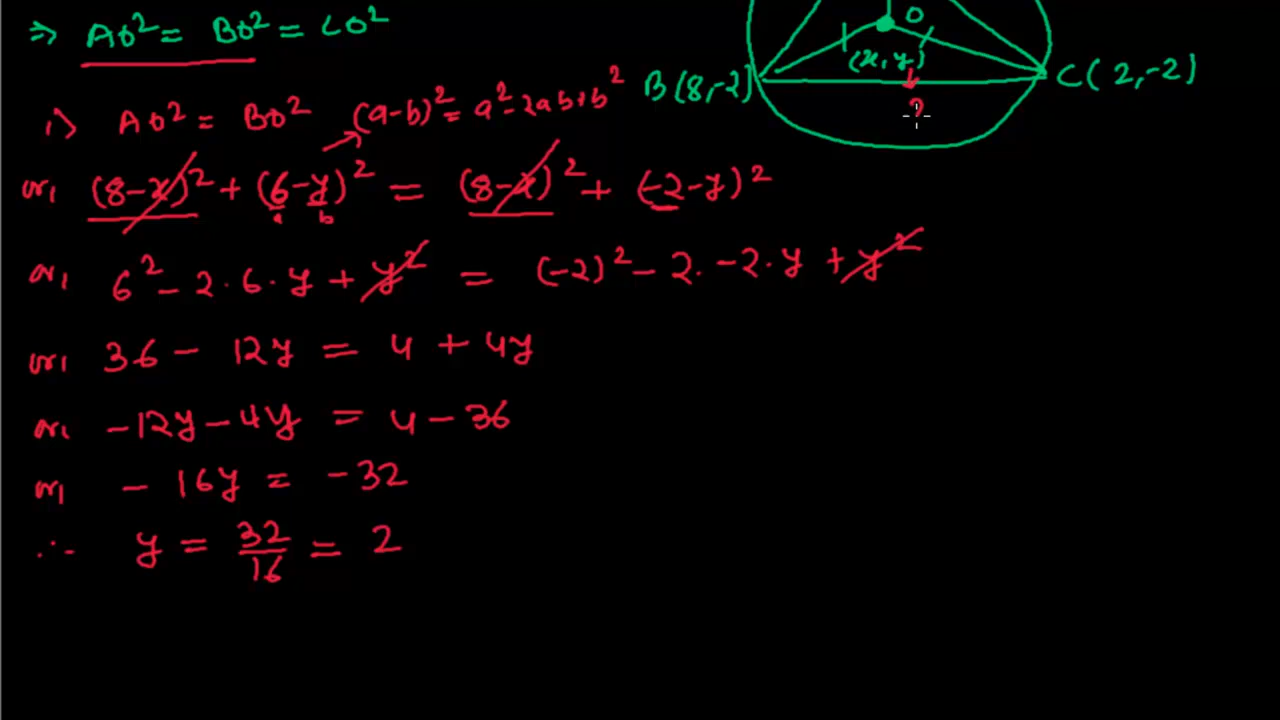 ⇒ AO² = BO² = CO²
O
(x, y)
B(8,-2)
C(2,-2)
?
i) AO² = BO² (a-b)² = a² - 2ab + b²
or, (8-x)² + (6-y)² = (8-x)² + (-2-y)²
a b
or, 6² - 2·6·y + y² = (-2)² - 2·-2·y + y²
or, 36 - 12y = 4 + 4y
or, -12y - 4y = 4 - 36
or, - 16y = -32
∴ y = 32/16 = 2